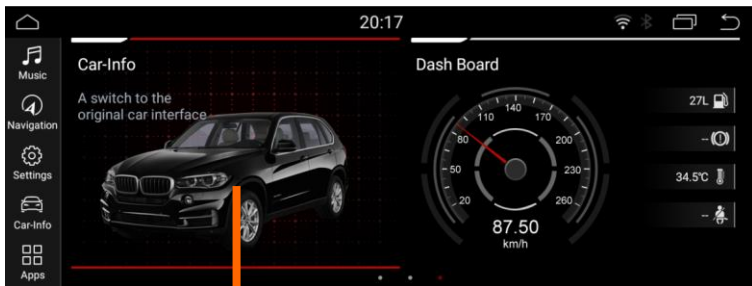 20:17
Music
Navigation
Settings
Car-Info
Apps
Car-Info
A switch to the
original car interface
Dash Board
20
50
80
110
140
170
200
230
260
87.50
km/h
27L
--
34.5℃
--